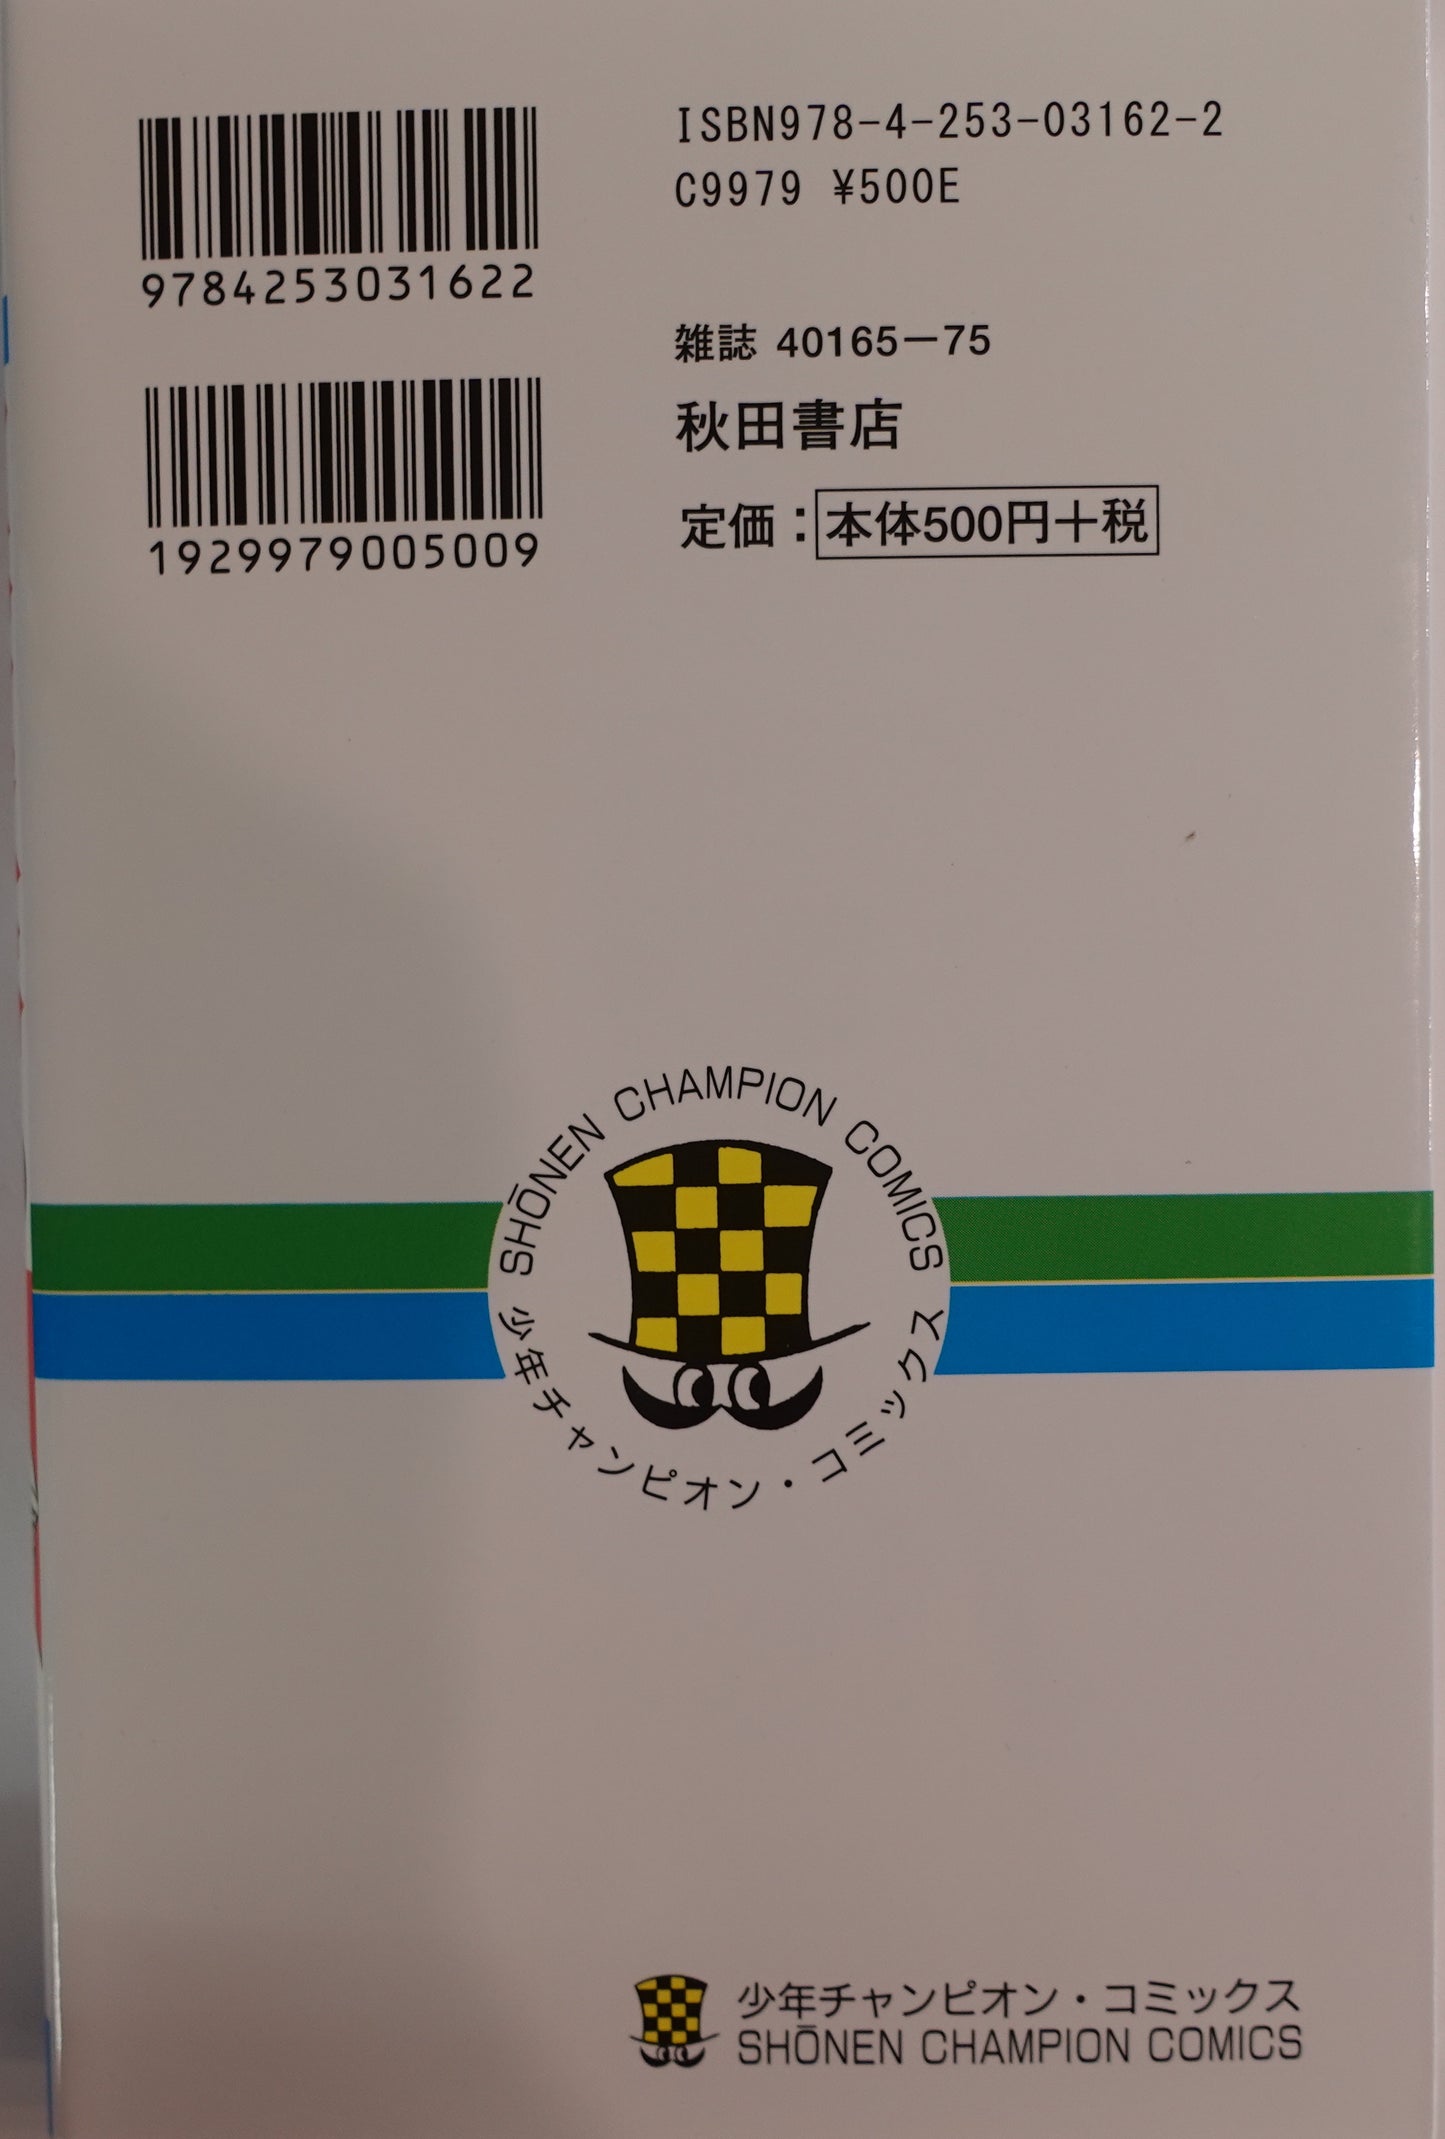 ISBN978-4-253-03162-2
C9979 ¥500E
9784253031622
雑誌 40165-75
秋田書店
定価：本体500円+税
1929979005009
SHŌNEN CHAMPION COMICS
少年チャンピオン・コミックス
少年チャンピオン・コミックス
SHŌNEN CHAMPION COMICS